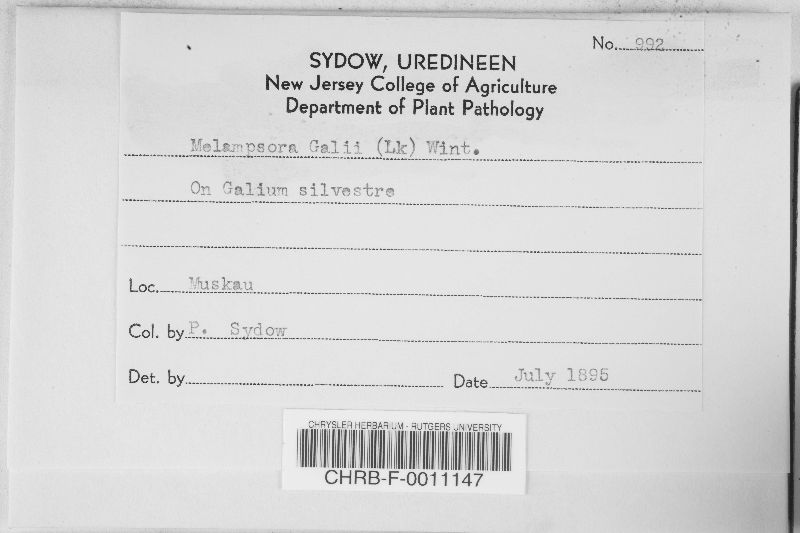 No. 992
SYDOW, UREDINEEN
New Jersey College of Agriculture
Department of Plant Pathology
Melampsora Galii (Lk) Wint.
On Galium silvestre
Loc. Muskau
Col. by P. Sydow
Det. by
Date July 1895
CHRYSLER HERBARIUM - RUTGERS UNIVERSITY
CHRB-F-0011147